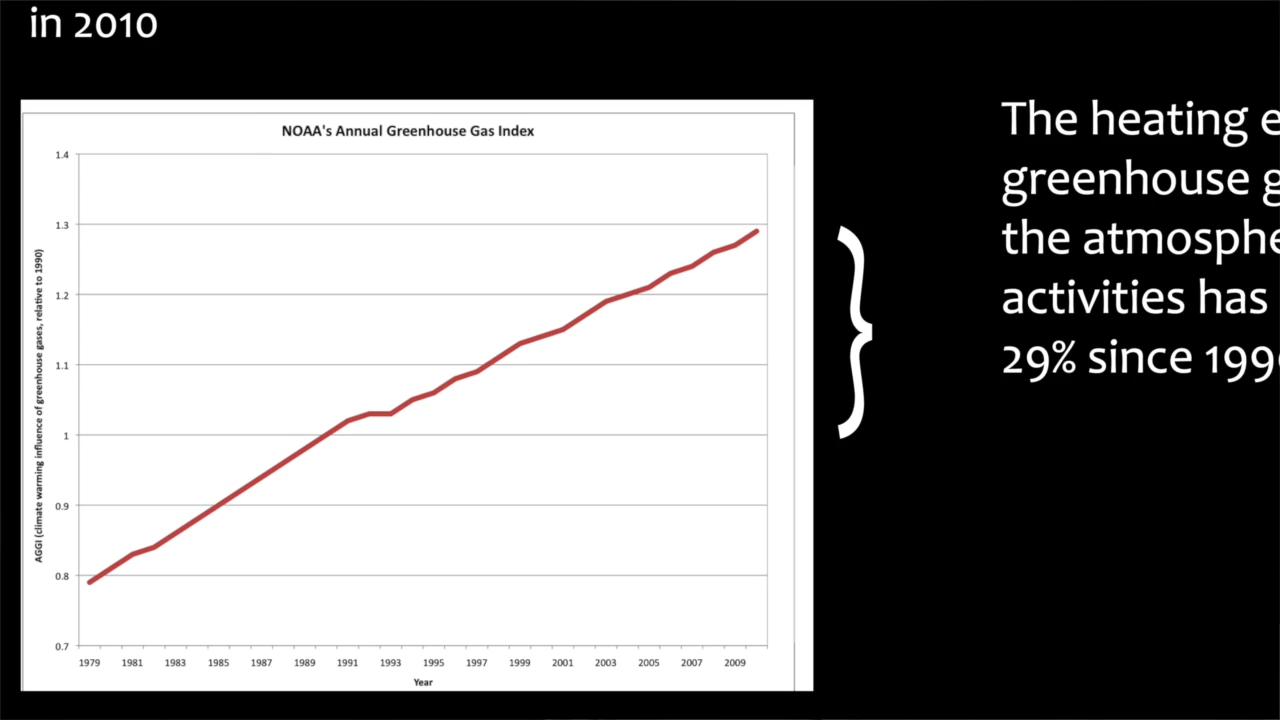 in 2010
NOAA's Annual Greenhouse Gas Index
1.4
1.3
1.2
1.1
1
0.9
0.8
0.7
AGGI (climate warming influence of greenhouse gases, relative to 1990)
1979 1981 1983 1985 1987 1989 1991 1993 1995 1997 1999 2001 2003 2005 2007 2009
Year
The heating
greenhouse
the
activities has
29% since